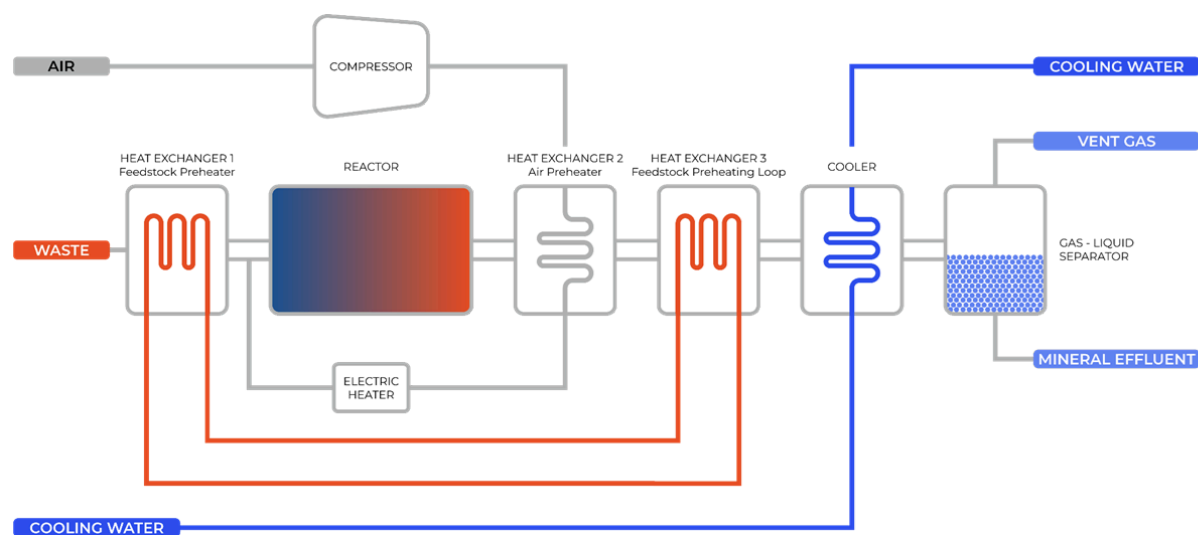 AIR
COMPRESSOR
COOLING WATER
VENT GAS
HEAT EXCHANGER 1
Feedstock Preheater
REACTOR
HEAT EXCHANGER 2
Air Preheater
HEAT EXCHANGER 3
Feedstock Preheating Loop
COOLER
WASTE
GAS - LIQUID
SEPARATOR
MINERAL EFFLUENT
ELECTRIC
HEATER
COOLING WATER